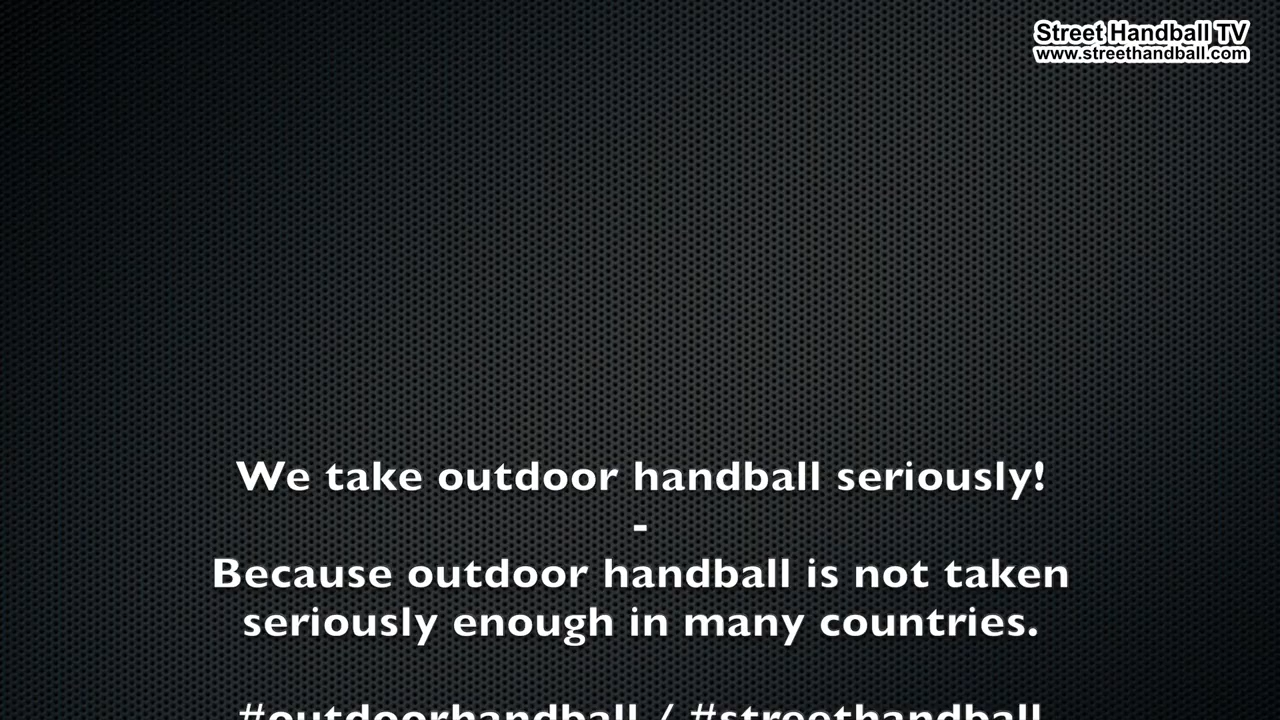 Street Handball TV
www.streethandball.com
We take outdoor handball seriously!
-
Because outdoor handball is not taken
seriously enough in many countries.
#outdoorhandball / #streethandball